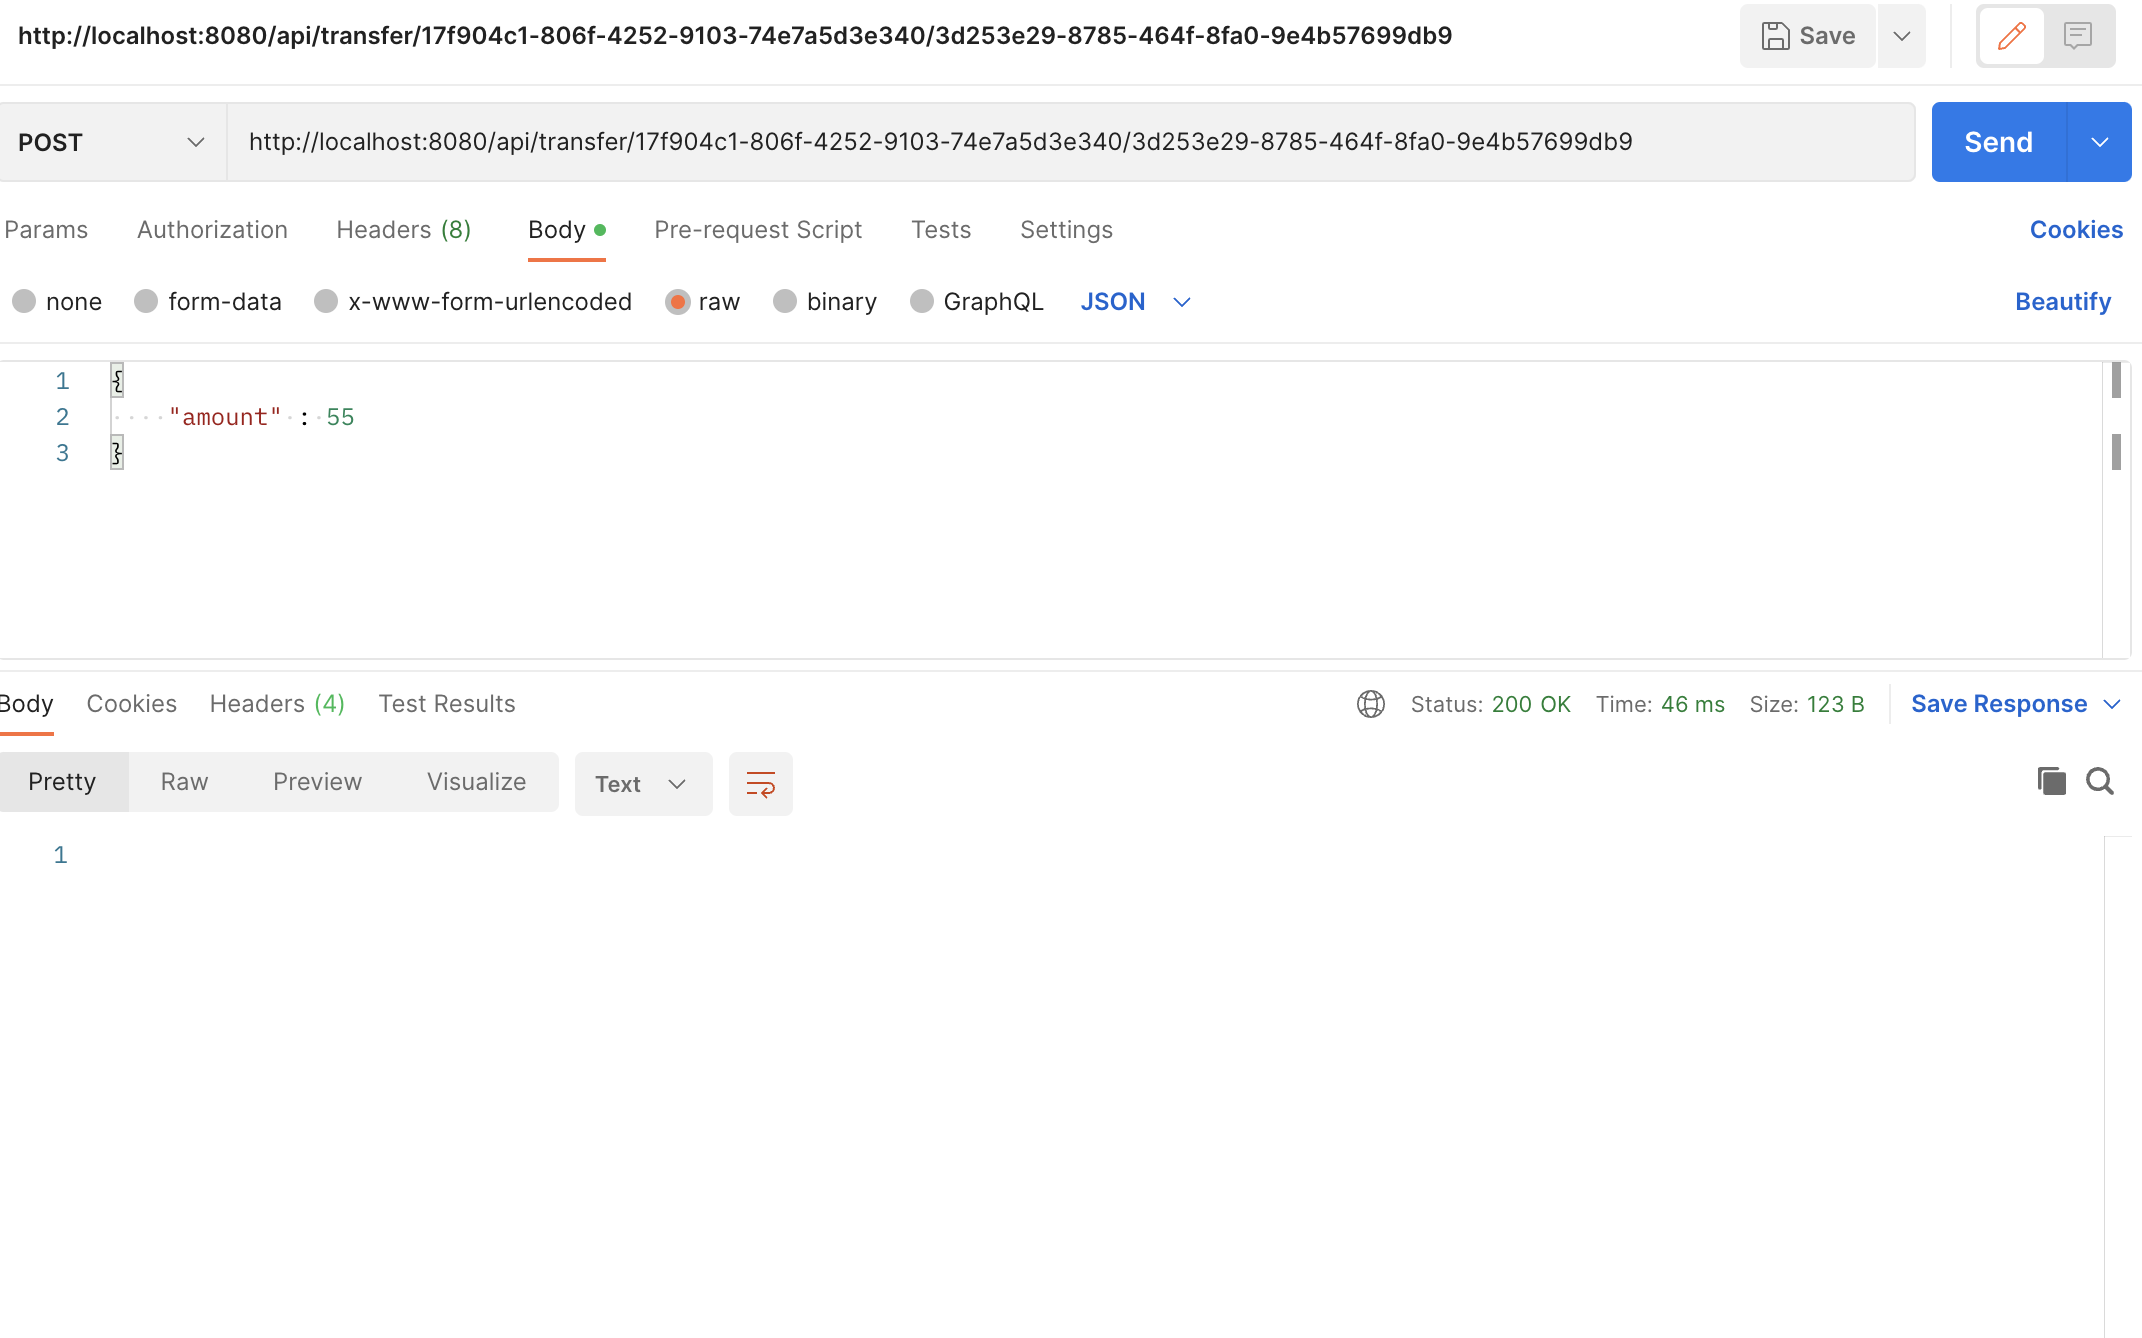 http://localhost:8080/api/transfer/17f904c1-806f-4252-9103-74e7a5d3e340/3d253e29-8785-464f-8fa0-9e4b57699db9 Save
POST http://localhost:8080/api/transfer/17f904c1-806f-4252-9103-74e7a5d3e340/3d253e29-8785-464f-8fa0-9e4b57699db9 Send
Params Authorization Headers (8) Body Pre-request Script Tests Settings Cookies
none form-data x-www-form-urlencoded raw binary GraphQL JSON Beautify
1 {
2 "amount" : 55
3 }
Body Cookies Headers (4) Test Results Status: 200 OK Time: 46 ms Size: 123 B Save Response
Pretty Raw Preview Visualize Text
1